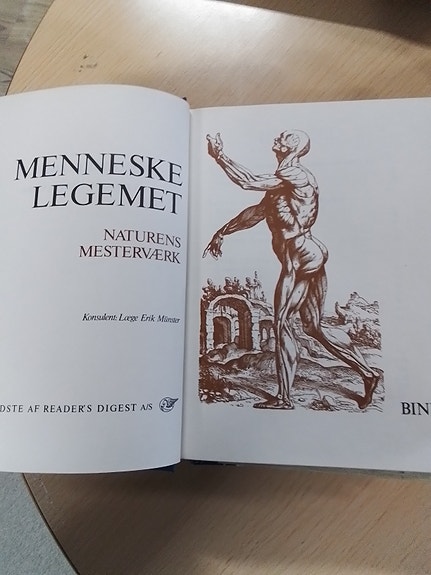 MENNESKE
LEGEMET
NATURENS
MESTERVÆRK
Konsulent: Læge Erik Münster
DSTE AF READER'S DIGEST A/S
BIN